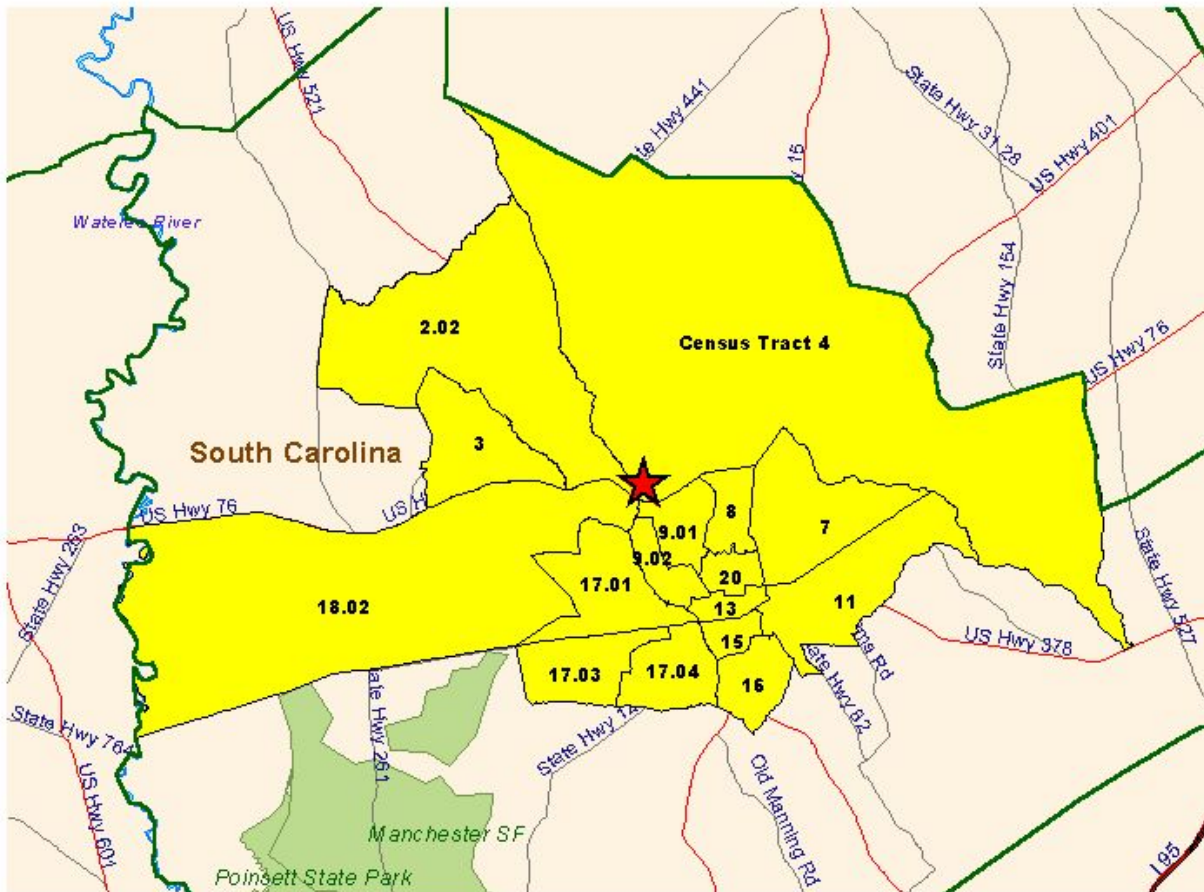 US Hwy 521
State Hwy 441
State Hwy 31 28
US Hwy 401
Wateree River
State Hwy 154
2.02
Census Tract 4
US Hwy 76
South Carolina
3
US Hwy 76
8
9.01
7
State Hwy 263
9.02
20
State Hwy 527
17.01
18.02
13
11
US Hwy 378
15
17.03
17.04
16
State Hwy 764
State Hwy 261
US Hwy 601
Old Manning Rd
Manchester SF
Poinsett State Park
I 95